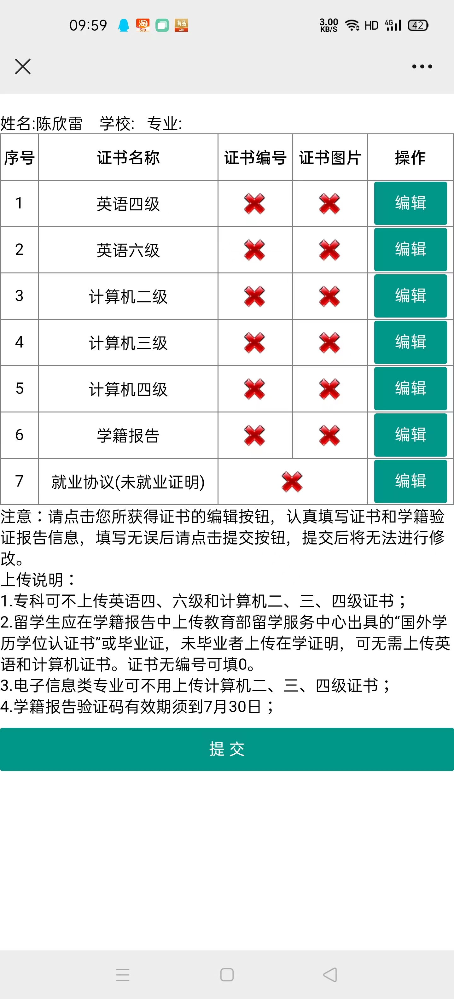 09:59 淘 618 有品 618 3.00 KB/S HD 4G 42
姓名:陈欣雷 学校: 专业:
序号 证书名称 证书编号 证书图片 操作
1 英语四级 编辑
2 英语六级 编辑
3 计算机二级 编辑
4 计算机三级 编辑
5 计算机四级 编辑
6 学籍报告 编辑
7 就业协议(未就业证明) 编辑
注意：请点击您所获得证书的编辑按钮，认真填写证书和学籍验
证报告信息，填写无误后请点击提交按钮，提交后将无法进行修
改。
上传说明：
1.专科可不上传英语四、六级和计算机二、三、四级证书；
2.留学生应在学籍报告中上传教育部留学服务中心出具的“国外学
历学位认证书”或毕业证，未毕业者上传在学证明，可无需上传英
语和计算机证书。证书无编号可填0。
3.电子信息类专业可不用上传计算机二、三、四级证书；
4.学籍报告验证码有效期须到7月30日；
提交